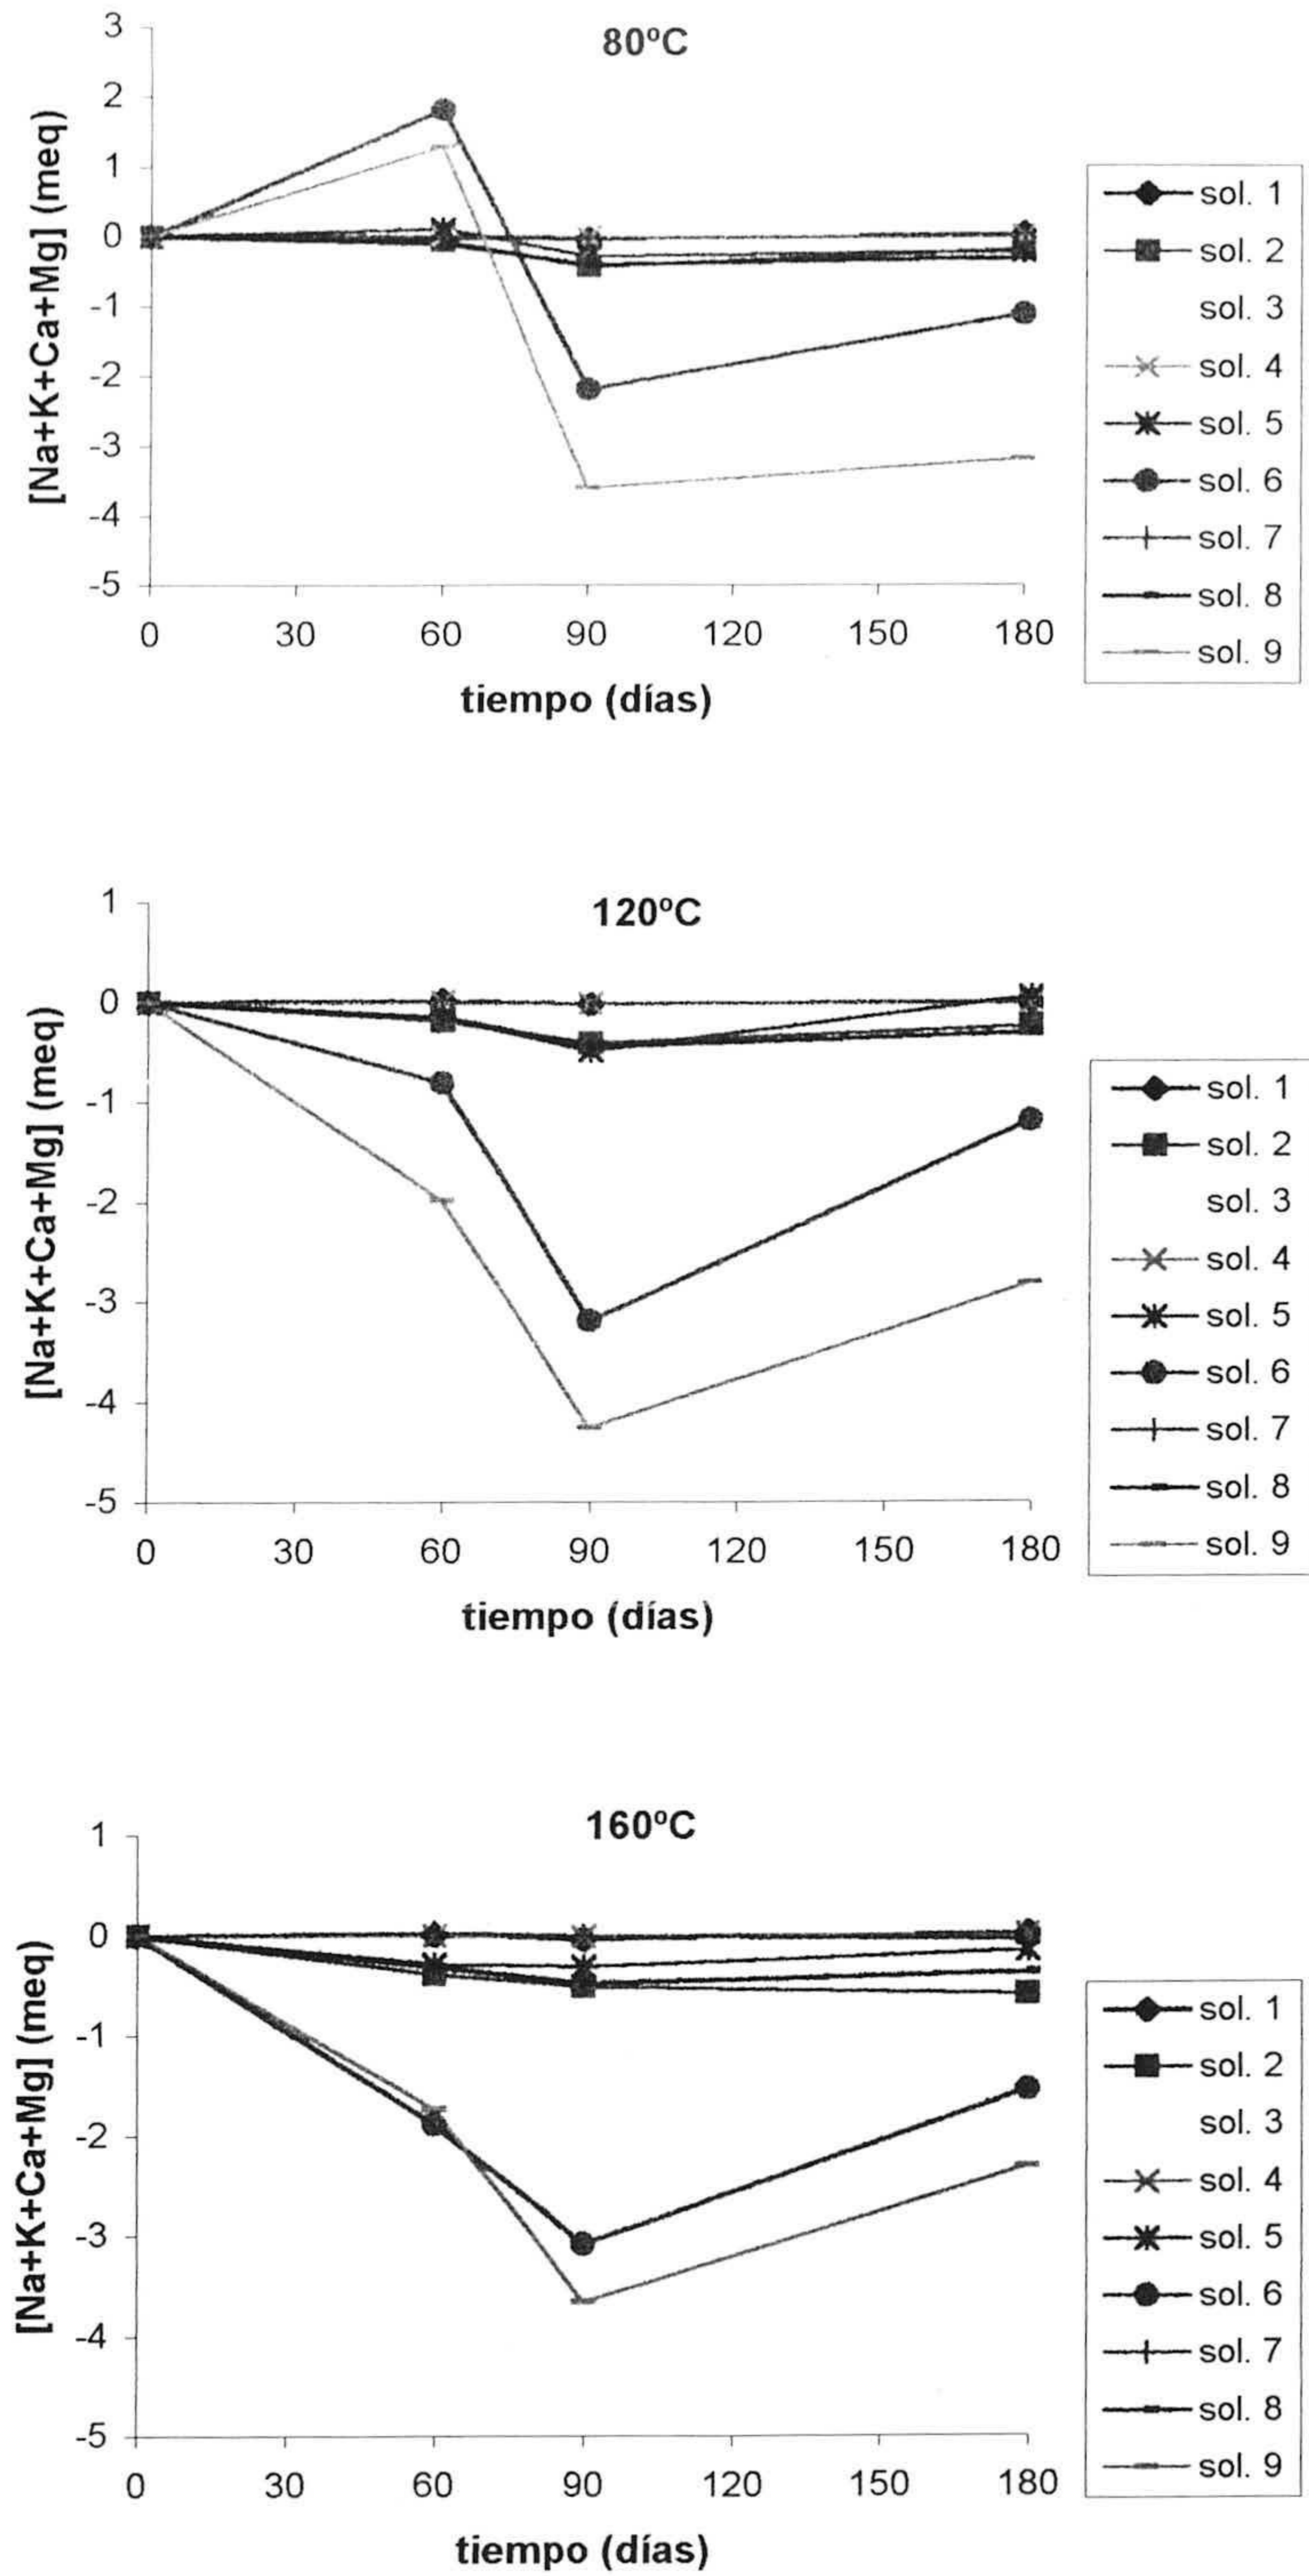 80ºC
3
2
1
0
-1
-2
-3
-4
-5
[Na+K+Ca+Mg] (meq)
0 30 60 90 120 150 180
tiempo (días)
sol. 1
sol. 2
sol. 3
sol. 4
sol. 5
sol. 6
sol. 7
sol. 8
sol. 9
120ºC
1
0
-1
-2
-3
-4
-5
[Na+K+Ca+Mg] (meq)
0 30 60 90 120 150 180
tiempo (días)
sol. 1
sol. 2
sol. 3
sol. 4
sol. 5
sol. 6
sol. 7
sol. 8
sol. 9
160ºC
1
0
-1
-2
-3
-4
-5
[Na+K+Ca+Mg] (meq)
0 30 60 90 120 150 180
tiempo (días)
sol. 1
sol. 2
sol. 3
sol. 4
sol. 5
sol. 6
sol. 7
sol. 8
sol. 9